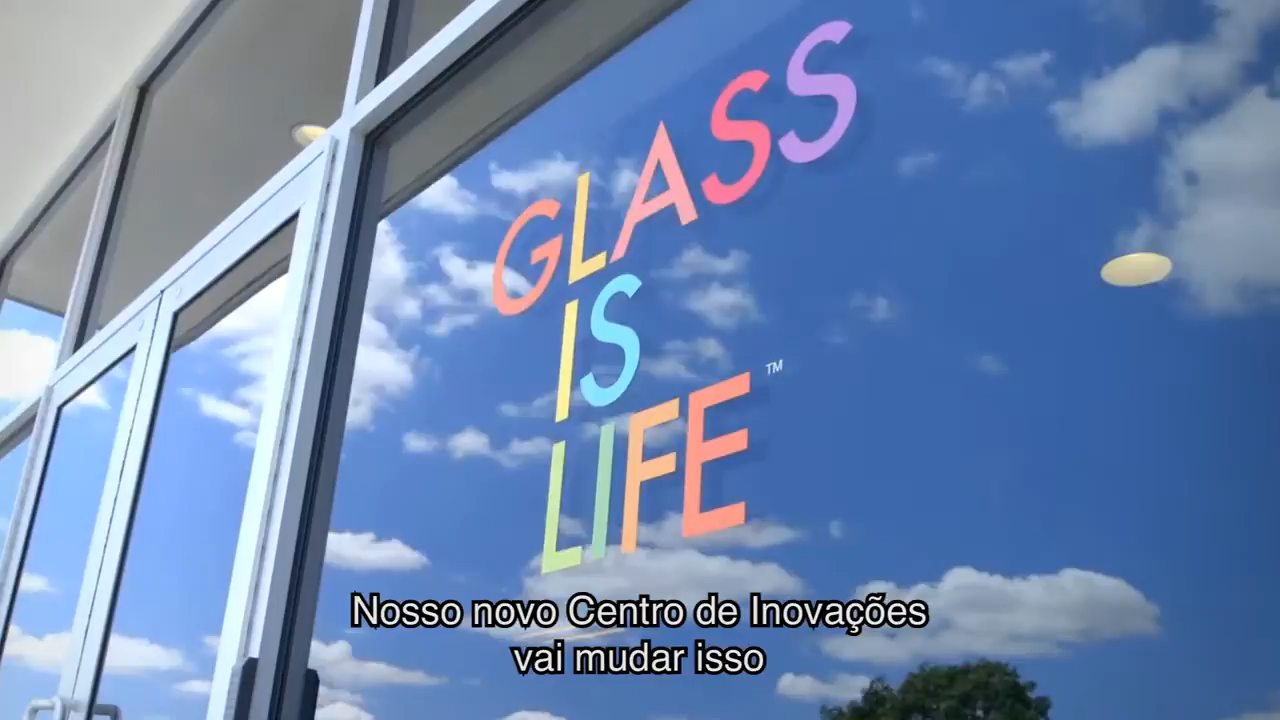 GLASS
IS
LIFE™
Nosso novo Centro de Inovações
vai mudar isso